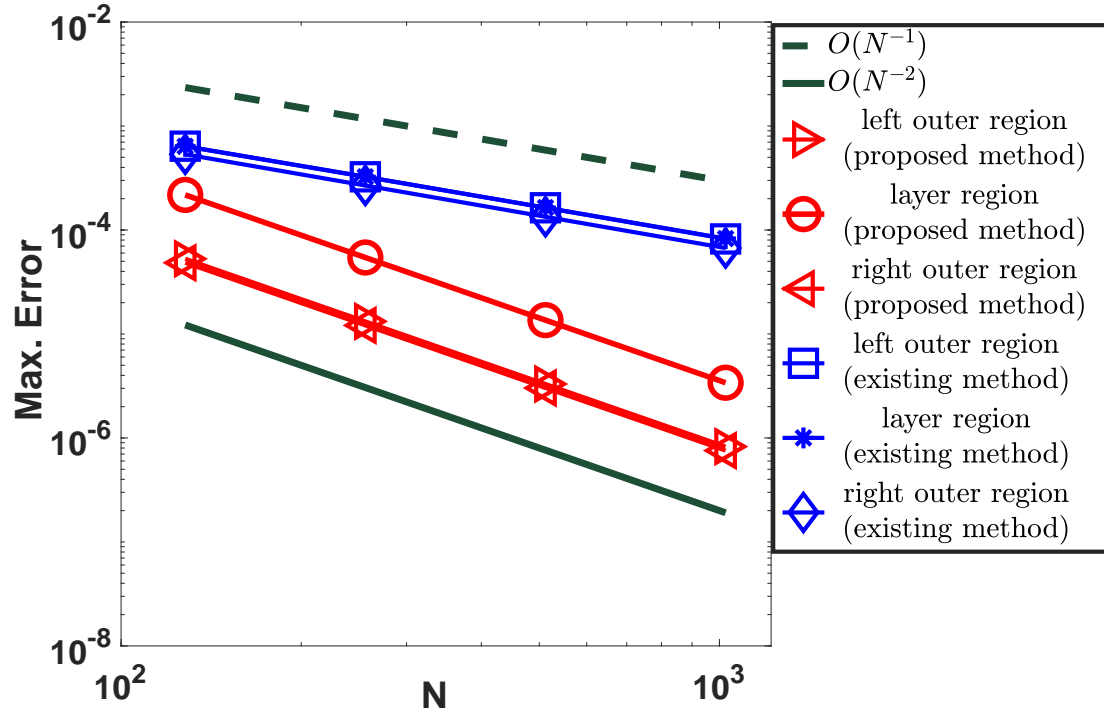 10^-2
10^-4
10^-6
10^-8
Max. Error
10^2
10^3
N
O(N^{-1})
O(N^{-2})
left outer region
(proposed method)
layer region
(proposed method)
right outer region
(proposed method)
left outer region
(existing method)
layer region
(existing method)
right outer region
(existing method)